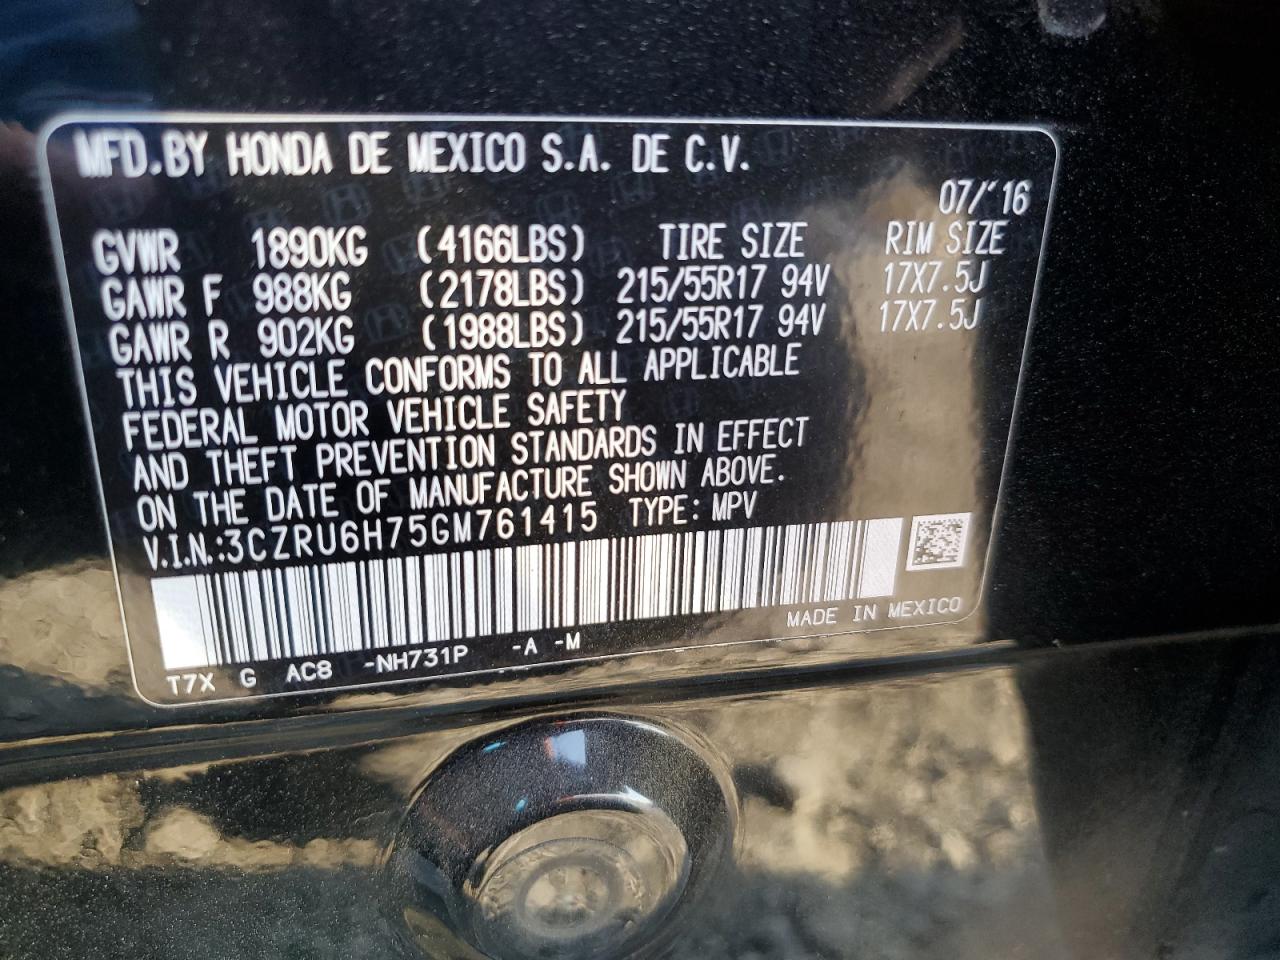 MFD.BY HONDA DE MEXICO S.A. DE C.V.
07/'16
GVWR 1890KG (4166LBS) TIRE SIZE RIM SIZE
GAWR F 988KG (2178LBS) 215/55R17 94V 17X7.5J
GAWR R 902KG (1988LBS) 215/55R17 94V 17X7.5J
THIS VEHICLE CONFORMS TO ALL APPLICABLE
FEDERAL MOTOR VEHICLE SAFETY
AND THEFT PREVENTION STANDARDS IN EFFECT
ON THE DATE OF MANUFACTURE SHOWN ABOVE.
V.I.N.:3CZRU6H75GM761415 TYPE: MPV
MADE IN MEXICO
T7X G AC8 -NH731P -A -M